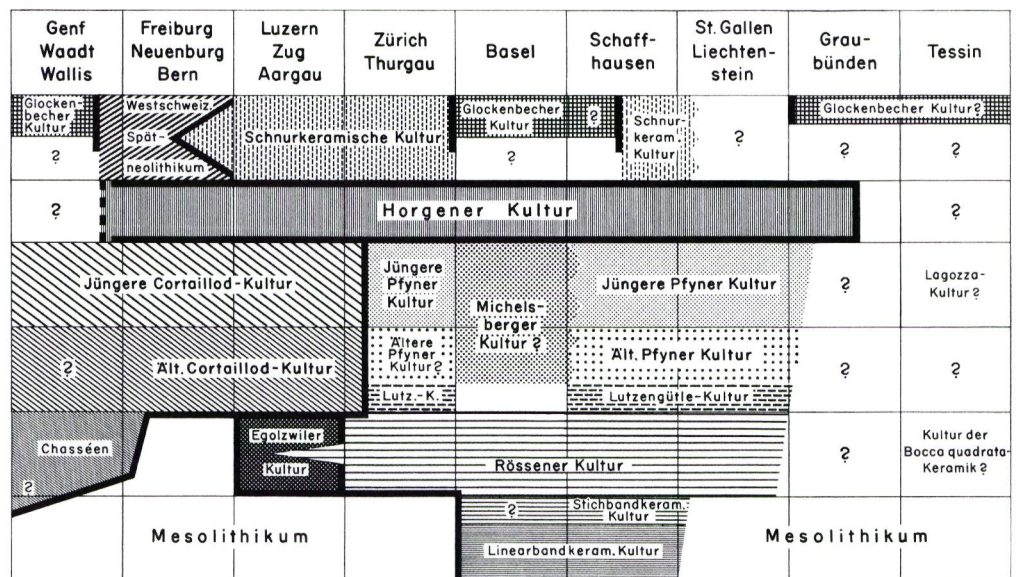 Genf
Waadt
Wallis
Freiburg
Neuenburg
Bern
Luzern
Zug
Aargau
Zürich
Thurgau
Basel
Schaff-
hausen
St. Gallen
Liechten-
stein
Grau-
bünden
Tessin
Glocken-
becher
Kultur
?
Westschweiz.
Spät-
neolithikum
Schnurkeramische Kultur
Glockenbecher
Kultur
?
?
Schnur-
keram.
Kultur
?
Glockenbecher Kultur?
?
?
?
Horgener Kultur
?
Jüngere Cortaillod-Kultur
Jüngere
Pfyner
Kultur
Michels-
berger
Kultur?
Jüngere Pfyner Kultur
?
Lagozza-
Kultur?
?
Ält. Cortaillod-Kultur
Ältere
Pfyner
Kultur?
Lutz.-K.
Ält. Pfyner Kultur
Lutzengütle-Kultur
?
?
Chasséen
?
Egolzwiler
Kultur
Rössener Kultur
?
Kultur der
Bocca quadrata-
Keramik?
Mesolithikum
?
Stichbandkeram.
Kultur
Linearbandkeram. Kultur
Mesolithikum